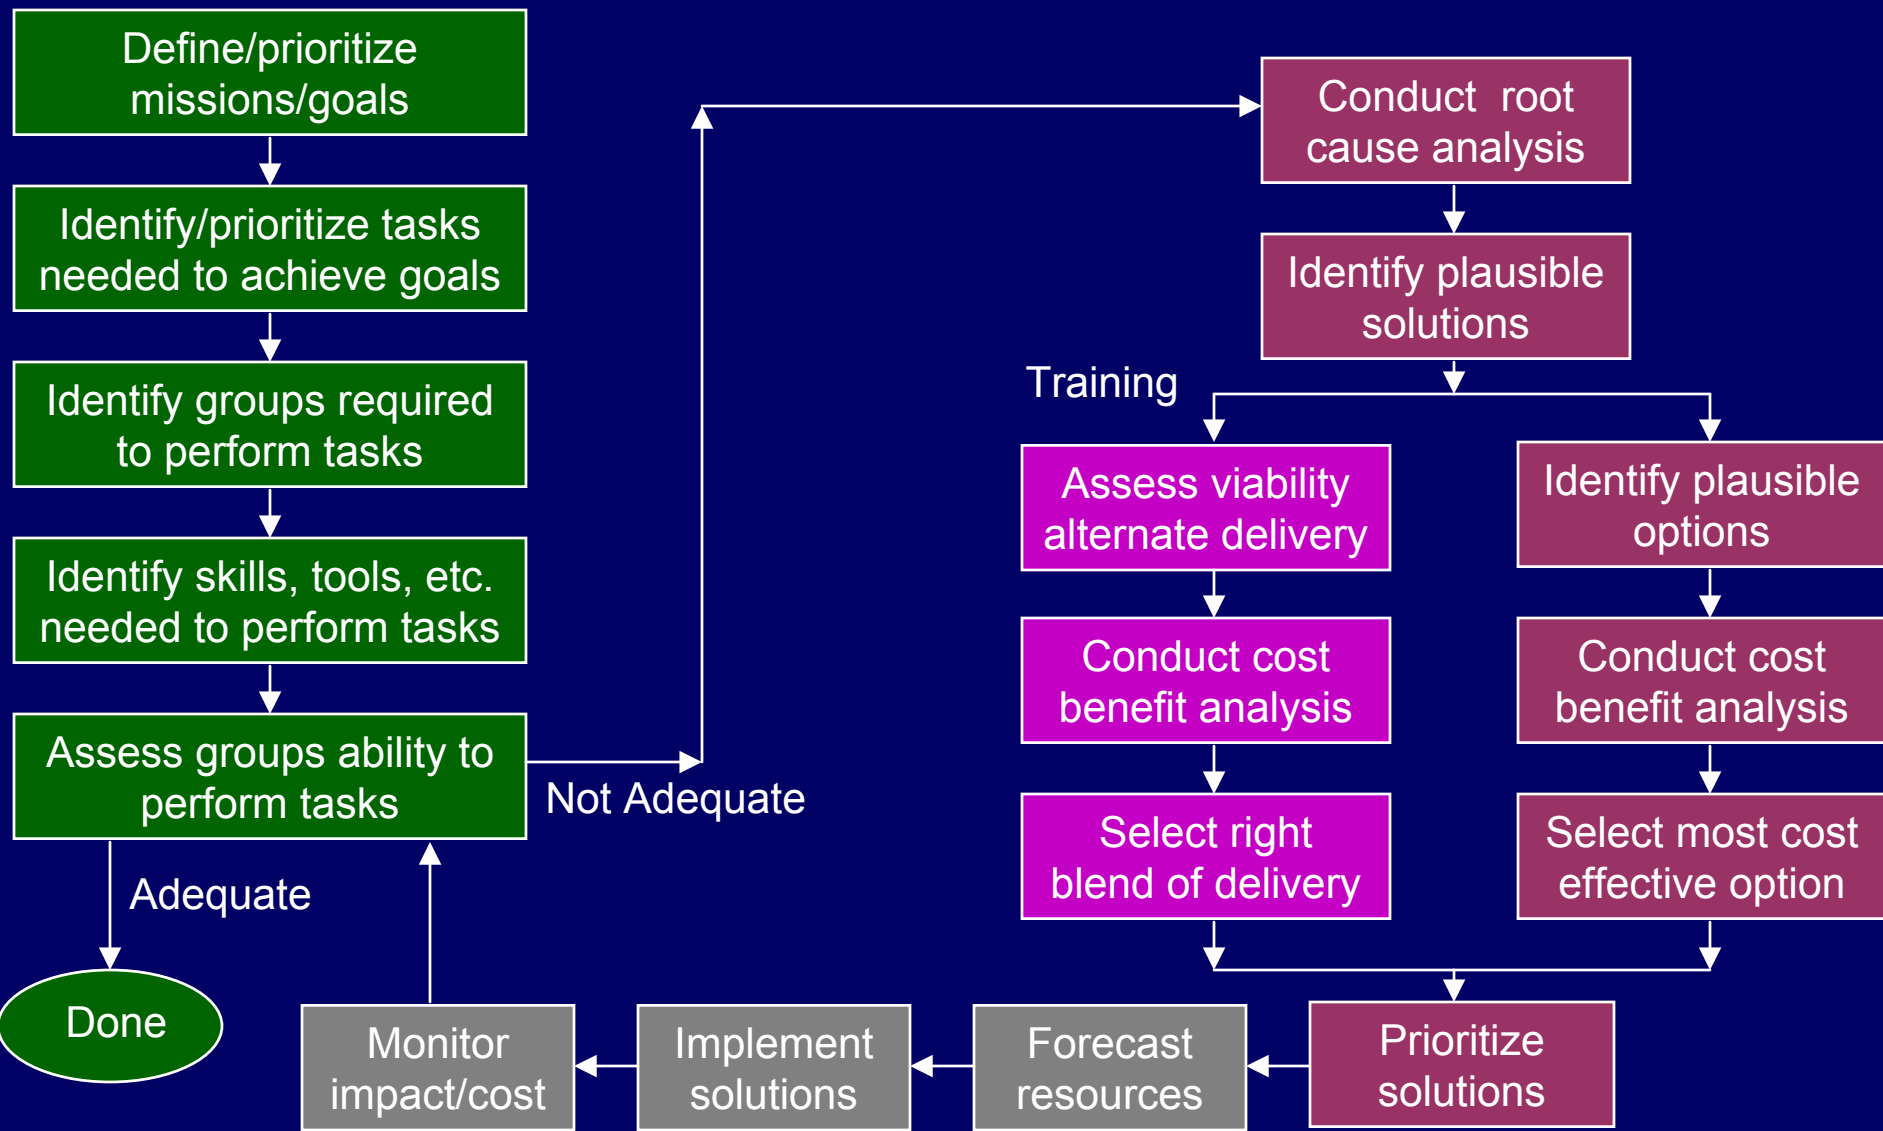 Define/prioritize
missions/goals
Identify/prioritize tasks
needed to achieve goals
Identify groups required
to perform tasks
Identify skills, tools, etc.
needed to perform tasks
Assess groups ability to
perform tasks
Not Adequate
Adequate
Done
Conduct root
cause analysis
Identify plausible
solutions
Training
Assess viability
alternate delivery
Conduct cost
benefit analysis
Select right
blend of delivery
Identify plausible
options
Conduct cost
benefit analysis
Select most cost
effective option
Prioritize
solutions
Forecast
resources
Implement
solutions
Monitor
impact/cost